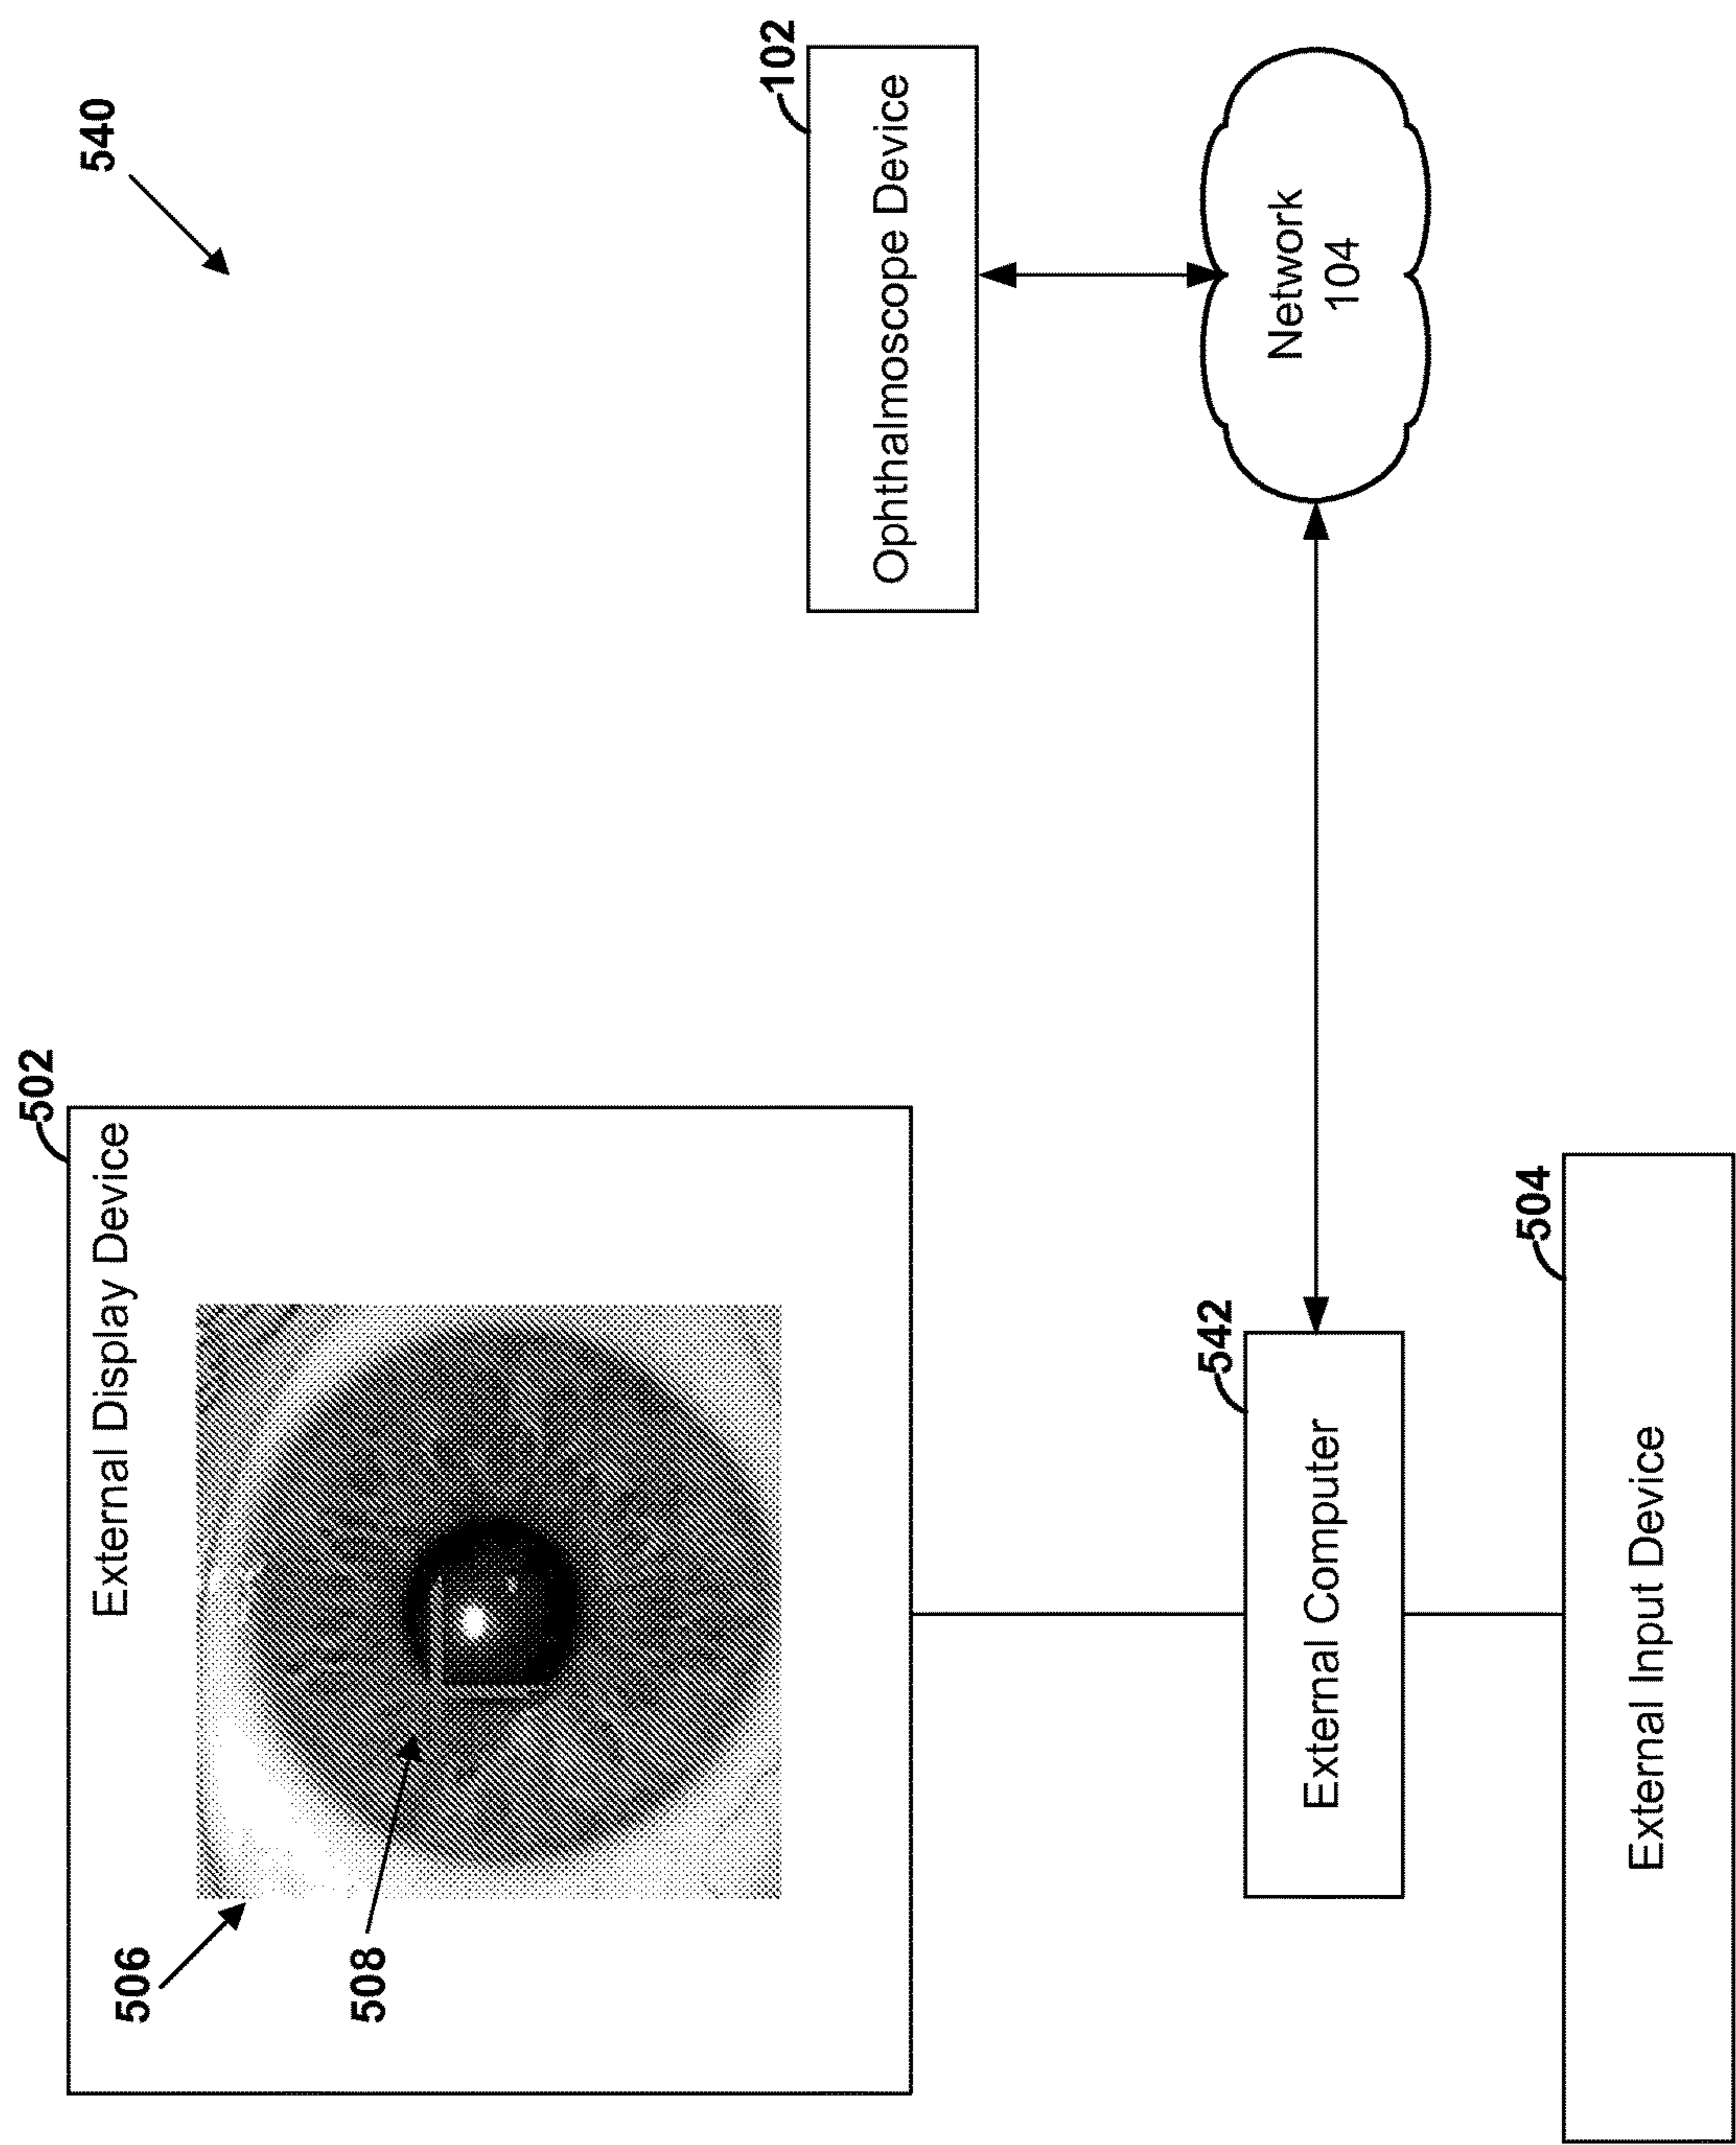 540
502
External Display Device
506
508
102
Ophthalmoscope Device
Network
104
542
External Computer
504
External Input Device